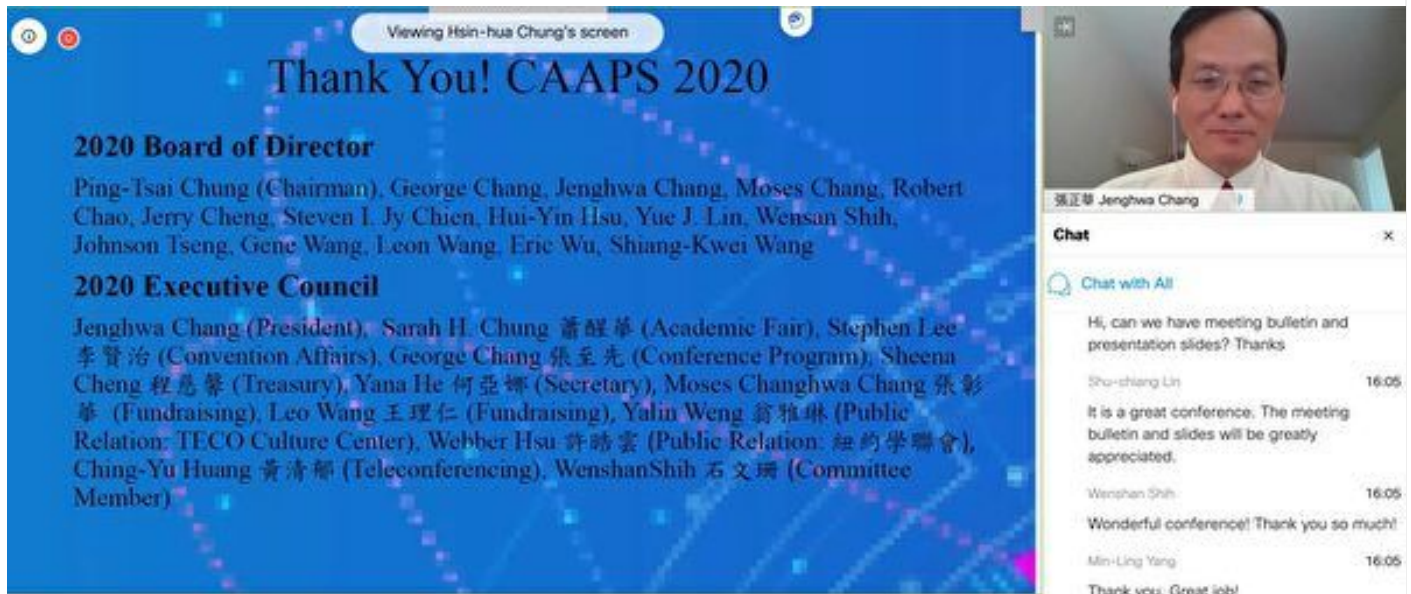 Viewing Hsin-hua Chung's screen
Thank You! CAAPS 2020
2020 Board of Director
Ping-Tsai Chung (Chairman), George Chang, Jenghwa Chang, Moses Chang, Robert
Chao, Jerry Cheng, Steven I. Jy Chien, Hui-Yin Hsu, Yue J. Lin, Wensan Shih,
Johnson Tseng, Gene Wang, Leon Wang, Eric Wu, Shiang-Kwei Wang
2020 Executive Council
Jenghwa Chang (President), Sarah H. Chung 蕭醒華 (Academic Fair), Stephen Lee
李賢治 (Convention Affairs), George Chang 張至先 (Conference Program), Sheena
Cheng 程慈馨 (Treasury), Yana He 何亞娜 (Secretary), Moses Changhwa Chang 張彰
華 (Fundraising), Leo Wang 王理仁 (Fundraising), Yalin Weng 翁雅琳 (Public
Relation: TECO Culture Center), Webber Hsu 許皓雲 (Public Relation: 紐約學聯會),
Ching-Yu Huang 黃清郁 (Teleconferencing), WenshanShih 石文珊 (Committee
Member)
張正華 Jenghwa Chang
Chat
Chat with All
Hi, can we have meeting bulletin and
presentation slides? Thanks
Shu-chiang Lin 16:05
It is a great conference. The meeting
bulletin and slides will be greatly
appreciated.
Wenshan Shih 16:05
Wonderful conference! Thank you so much!
Min-Ling Yang 16:05
Thank you. Great job!